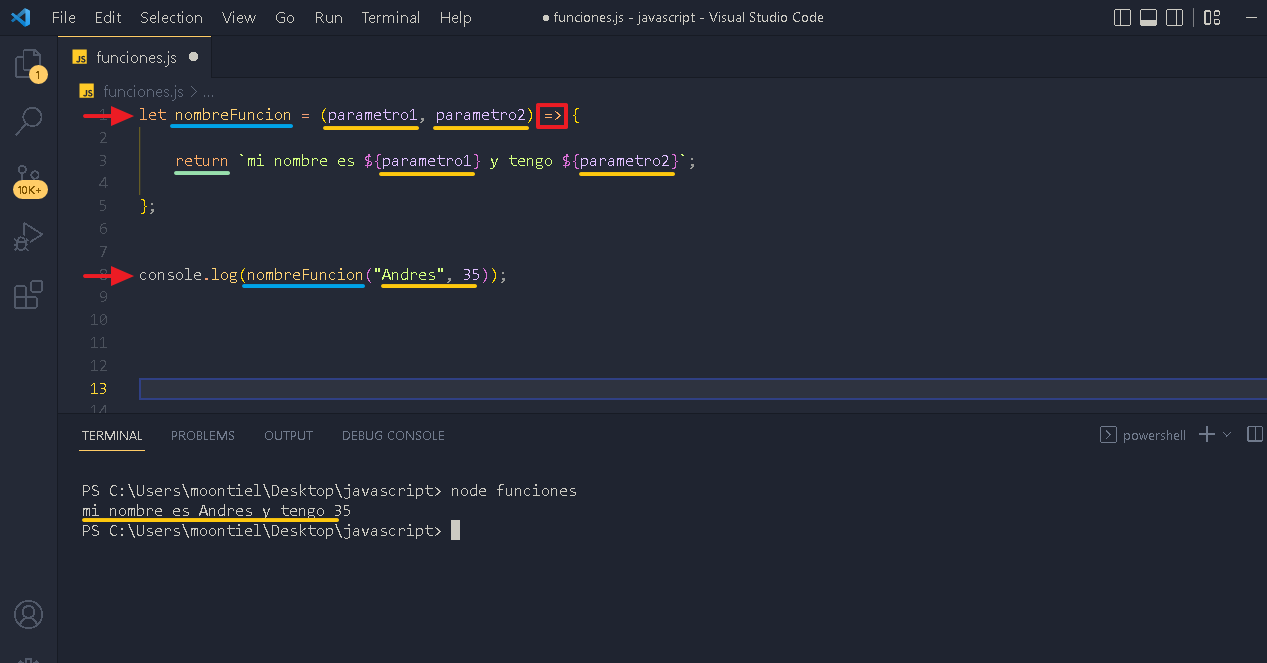 File Edit Selection View Go Run Terminal Help ● funciones.js - javascript - Visual Studio Code
JS funciones.js ●
1
JS funciones.js > ...
1 let nombreFuncion = (parametro1, parametro2) => {
2
3 return `mi nombre es ${parametro1} y tengo ${parametro2}`;
4
10K+
5 };
6
7
8 console.log(nombreFuncion("Andres", 35));
9
10
11
12
13
14
TERMINAL PROBLEMS OUTPUT DEBUG CONSOLE powershell
PS C:\Users\moontiel\Desktop\javascript> node funciones
mi nombre es Andres y tengo 35
PS C:\Users\moontiel\Desktop\javascript>